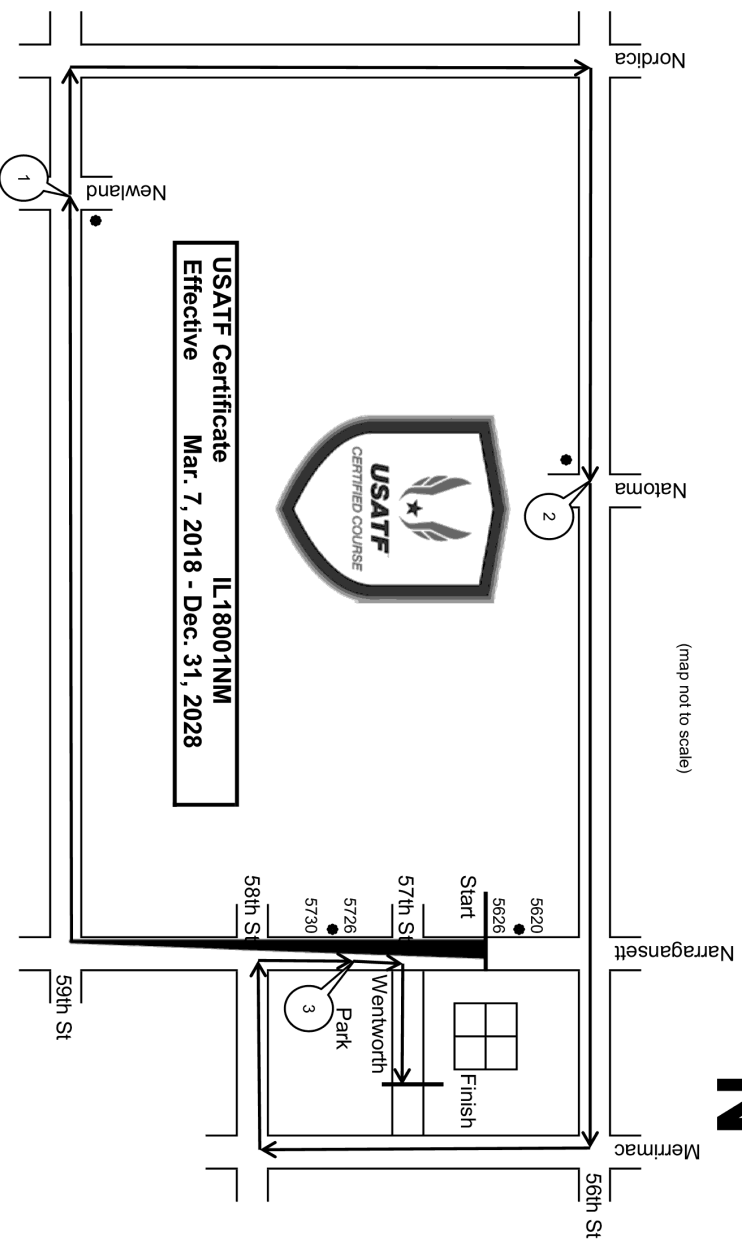 N
(map not to scale)
Nordica
Natoma
Narragansett
Merrimac
56th St
2
5620
5626
Start
Finish
57th St
Wentworth
Park
5726
5730
3
58th St
USATF
CERTIFIED COURSE
USATF Certificate IL18001NM
Effective Mar. 7, 2018 - Dec. 31, 2028
Newland
1
59th St